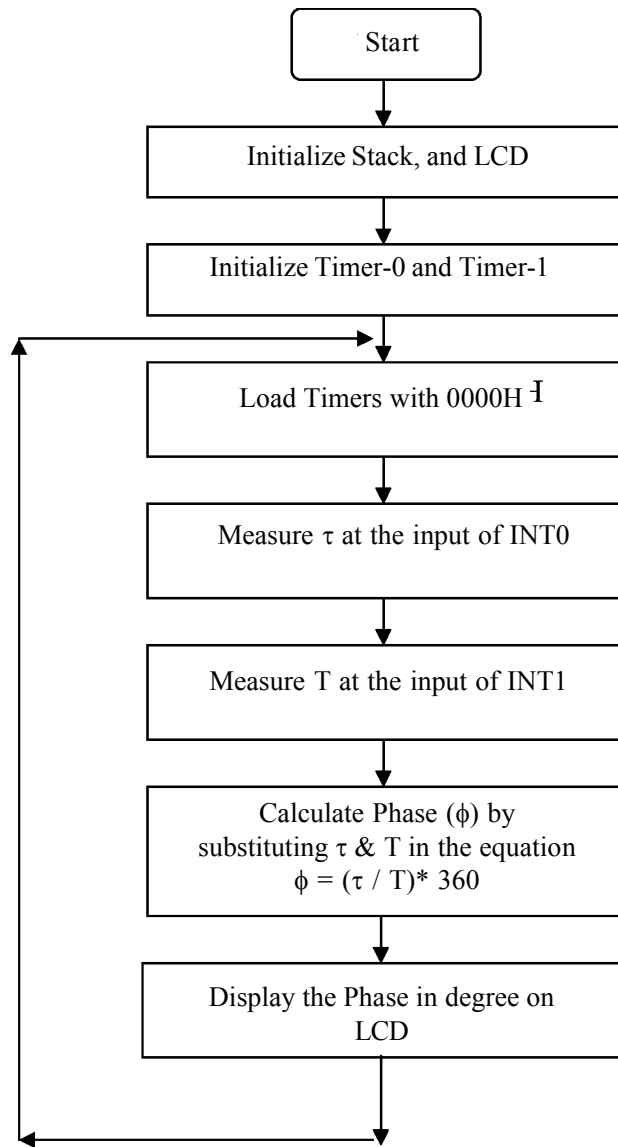 Start
Initialize Stack, and LCD
Initialize Timer-0 and Timer-1
Load Timers with 0000H
Measure τ at the input of INT0
Measure T at the input of INT1
Calculate Phase (ϕ) by
substituting τ & T in the equation
ϕ = (τ / T)* 360
Display the Phase in degree on
LCD